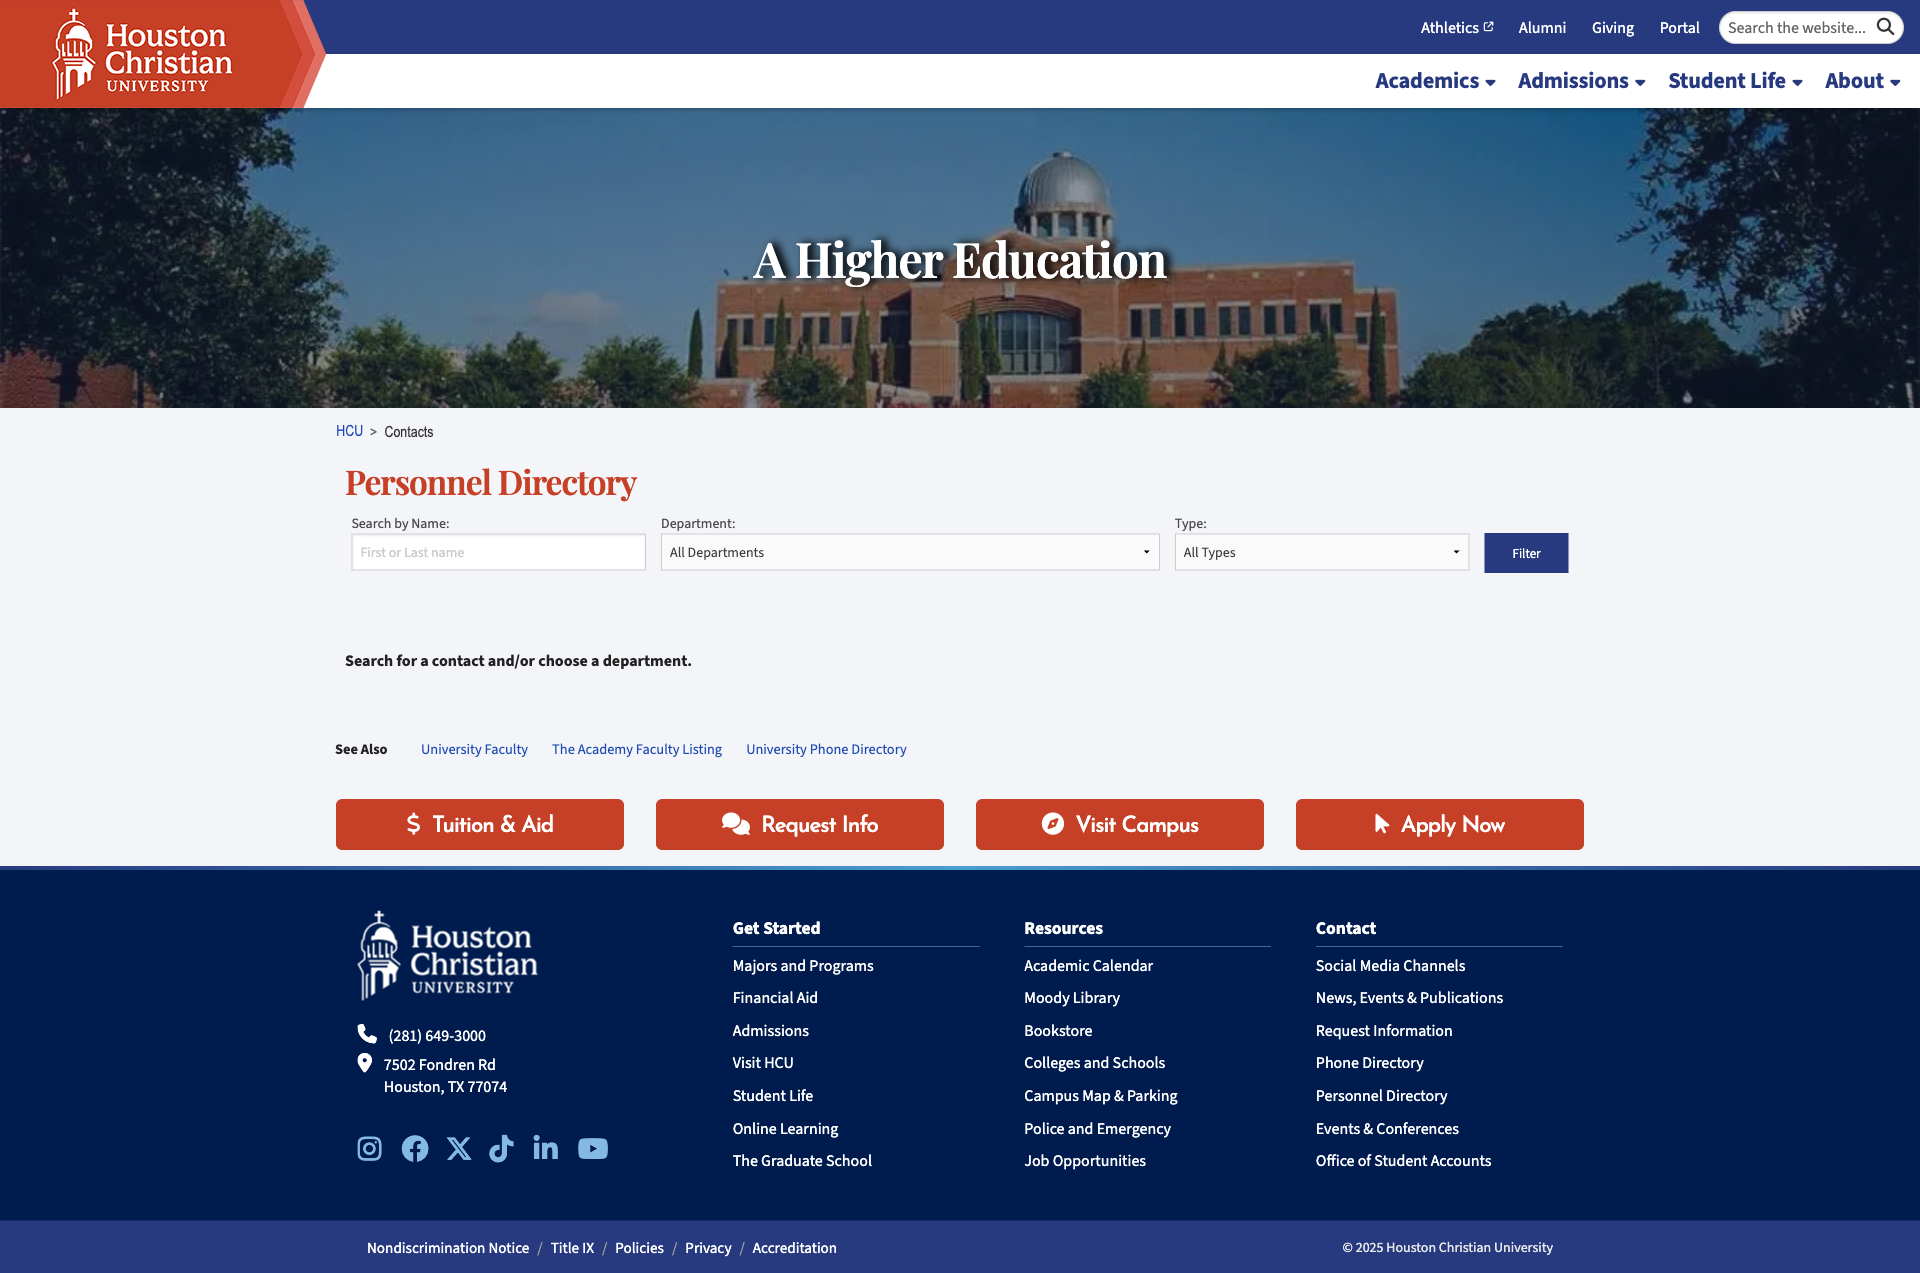 Houston
Christian
UNIVERSITY
Athletics
Alumni
Giving
Portal
Search the website...
Academics
Admissions
Student Life
About
A Higher Education
HCU > Contacts
Personnel Directory
Search by Name:
Department:
Type:
First or Last name
All Departments
All Types
Filter
Search for a contact and/or choose a department.
See Also
University Faculty
The Academy Faculty Listing
University Phone Directory
Tuition & Aid
Request Info
Visit Campus
Apply Now
Houston
Christian
UNIVERSITY
(281) 649-3000
7502 Fondren Rd
Houston, TX 77074
Get Started
Majors and Programs
Financial Aid
Admissions
Visit HCU
Student Life
Online Learning
The Graduate School
Resources
Academic Calendar
Moody Library
Bookstore
Colleges and Schools
Campus Map & Parking
Police and Emergency
Job Opportunities
Contact
Social Media Channels
News, Events & Publications
Request Information
Phone Directory
Personnel Directory
Events & Conferences
Office of Student Accounts
Nondiscrimination Notice / Title IX / Policies / Privacy / Accreditation
© 2025 Houston Christian University